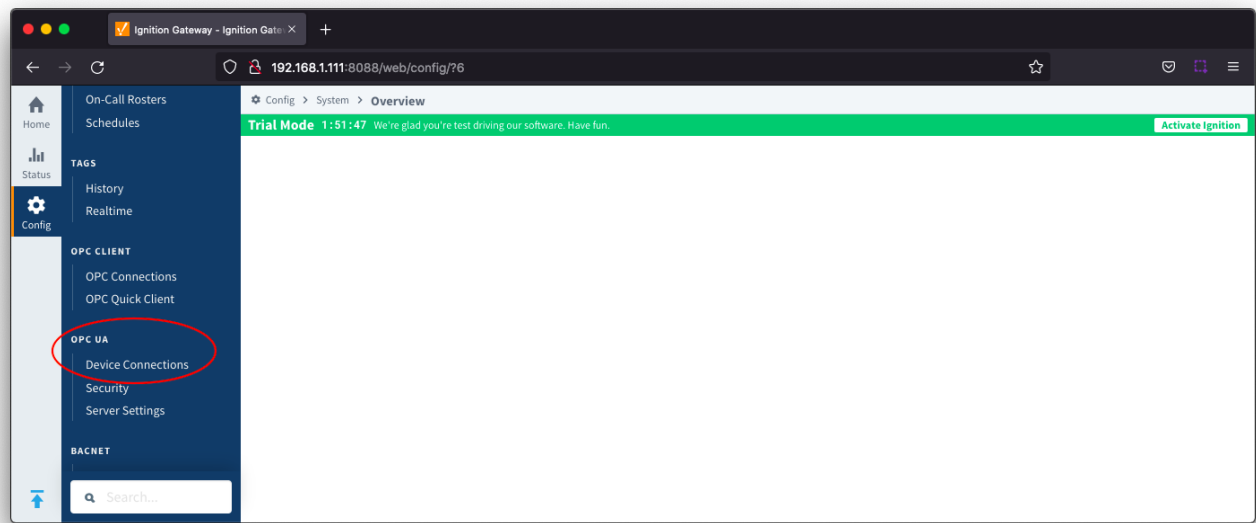 Ignition Gateway - Ignition Gate
192.168.1.111:8088/web/config/?6
Home
Status
Config
On-Call Rosters
Schedules
TAGS
History
Realtime
OPC CLIENT
OPC Connections
OPC Quick Client
OPC UA
Device Connections
Security
Server Settings
BACNET
Search...
Config > System > Overview
Trial Mode 1:51:47 We're glad you're test driving our software. Have fun.
Activate Ignition